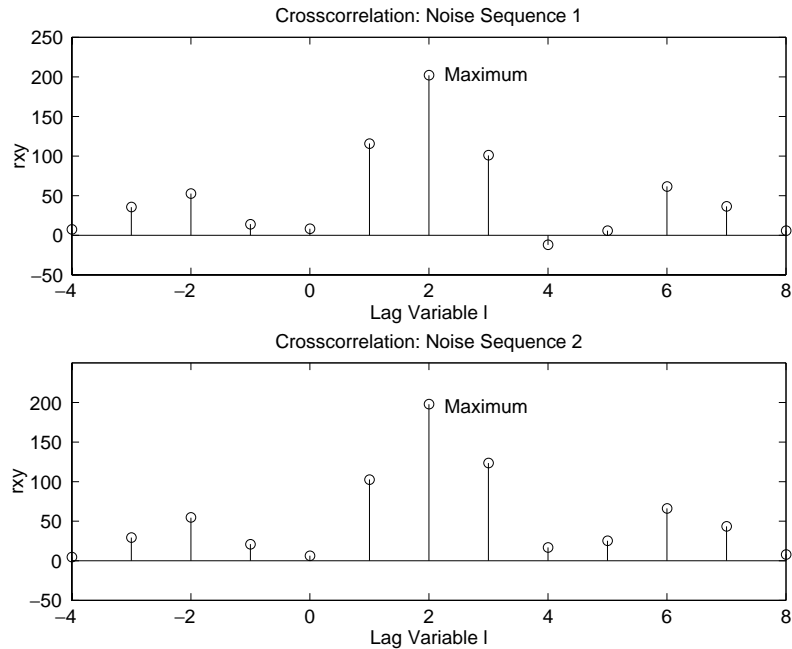 Crosscorrelation: Noise Sequence 1
250
200
150
100
50
0
−50
rxy
Maximum
−4 −2 0 2 4 6 8
Lag Variable l
Crosscorrelation: Noise Sequence 2
200
150
100
50
0
−50
rxy
Maximum
−4 −2 0 2 4 6 8
Lag Variable l